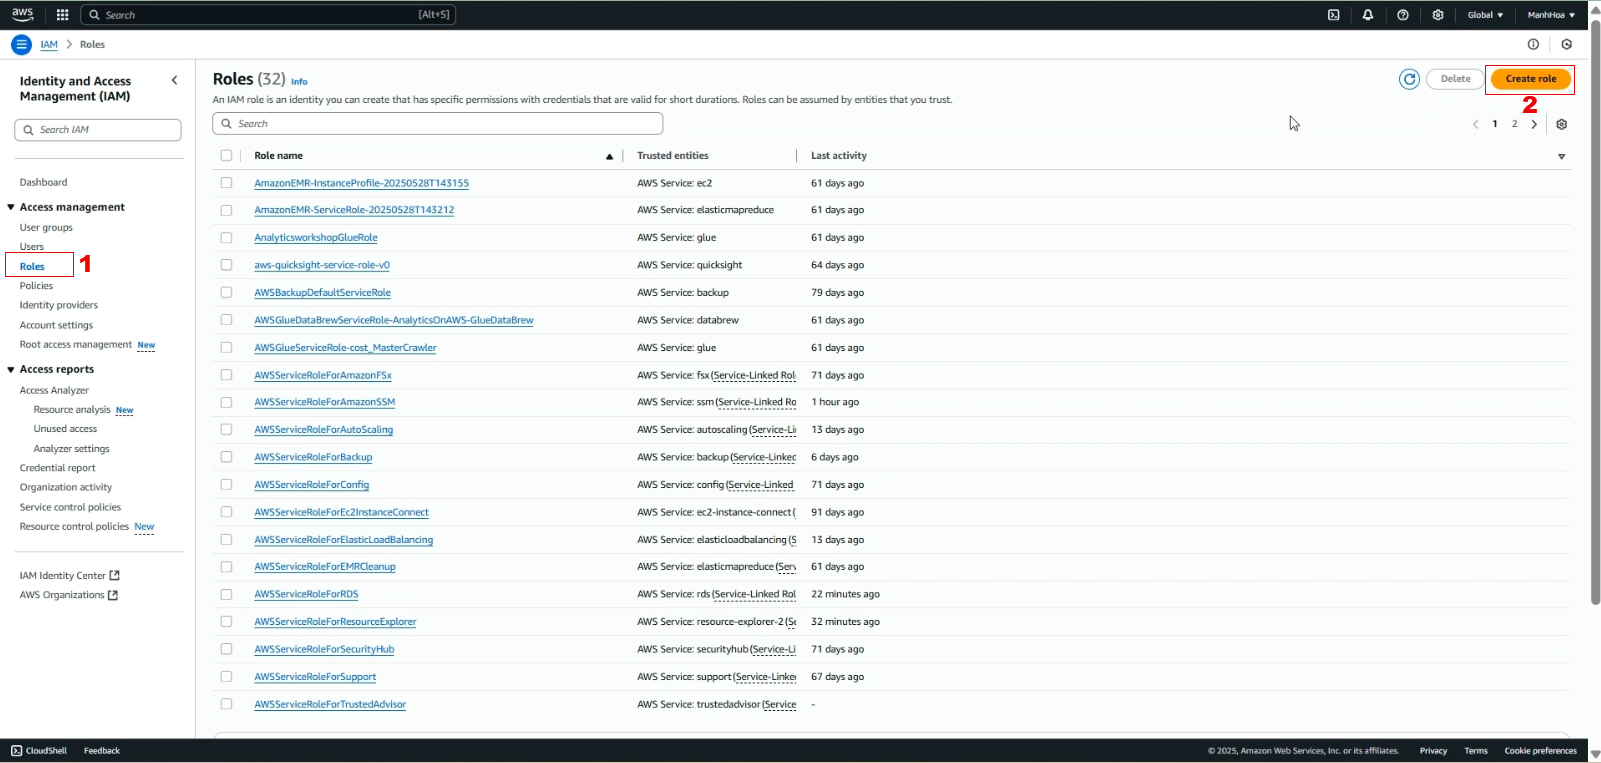 aws
Search [Alt+S]
Global ▼
ManhHoa ▼
IAM > Roles
Identity and Access
Management (IAM)
Search IAM
Dashboard
Access management
User groups
Users
Roles
1
Policies
Identity providers
Account settings
Root access management New
Access reports
Access Analyzer
Resource analysis New
Unused access
Analyzer settings
Credential report
Organization activity
Service control policies
Resource control policies New
IAM Identity Center
AWS Organizations
Roles (32) Info
Delete
Create role
2
An IAM role is an identity you can create that has specific permissions with credentials that are valid for short durations. Roles can be assumed by entities that you trust.
Search
< 1 2 >
Role name Trusted entities Last activity
AmazonEMR-InstanceProfile-20250528T143155 AWS Service: ec2 61 days ago
AmazonEMR-ServiceRole-20250528T143212 AWS Service: elasticmapreduce 61 days ago
AnalyticsworkshopGlueRole AWS Service: glue 61 days ago
aws-quicksight-service-role-v0 AWS Service: quicksight 64 days ago
AWSBackupDefaultServiceRole AWS Service: backup 79 days ago
AWSGlueDataBrewServiceRole-AnalyticsOnAWS-GlueDataBrew AWS Service: databrew 61 days ago
AWSGlueServiceRole-cost_MasterCrawler AWS Service: glue 61 days ago
AWSServiceRoleForAmazonFSx AWS Service: fsx (Service-Linked Rol 71 days ago
AWSServiceRoleForAmazonSSM AWS Service: ssm (Service-Linked Ro 1 hour ago
AWSServiceRoleForAutoScaling AWS Service: autoscaling (Service-Li 13 days ago
AWSServiceRoleForBackup AWS Service: backup (Service-Linked 6 days ago
AWSServiceRoleForConfig AWS Service: config (Service-Linked 71 days ago
AWSServiceRoleForEc2InstanceConnect AWS Service: ec2-instance-connect ( 91 days ago
AWSServiceRoleForElasticLoadBalancing AWS Service: elasticloadbalancing (S 13 days ago
AWSServiceRoleForEMRCleanup AWS Service: elasticmapreduce (Serv 61 days ago
AWSServiceRoleForRDS AWS Service: rds (Service-Linked Rol 22 minutes ago
AWSServiceRoleForResourceExplorer AWS Service: resource-explorer-2 (Se 32 minutes ago
AWSServiceRoleForSecurityHub AWS Service: securityhub (Service-Li 71 days ago
AWSServiceRoleForSupport AWS Service: support (Service-Linked 67 days ago
AWSServiceRoleForTrustedAdvisor AWS Service: trustedadvisor (Service -
CloudShell Feedback
© 2025, Amazon Web Services, Inc. or its affiliates. Privacy Terms Cookie preferences